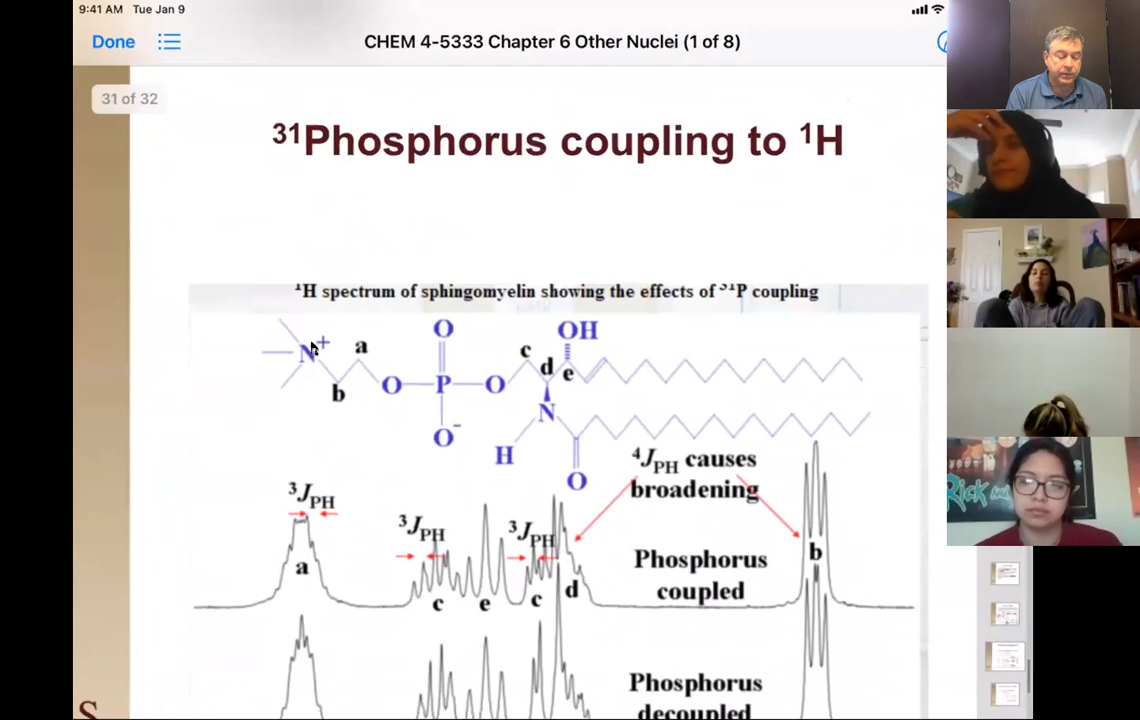 9:41 AM Tue Jan 9
Done
CHEM 4-5333 Chapter 6 Other Nuclei (1 of 8)
31 of 32
³¹Phosphorus coupling to ¹H
¹H spectrum of sphingomyelin showing the effects of ³¹P coupling
O
OH
N+
a
c
d
e
b
O
P
O
N
O⁻
H
O
⁴JPH causes
broadening
³JPH
³JPH
³JPH
a
Phosphorus
coupled
b
c
e
c
d
Phosphorus
decoupled
S
Rick